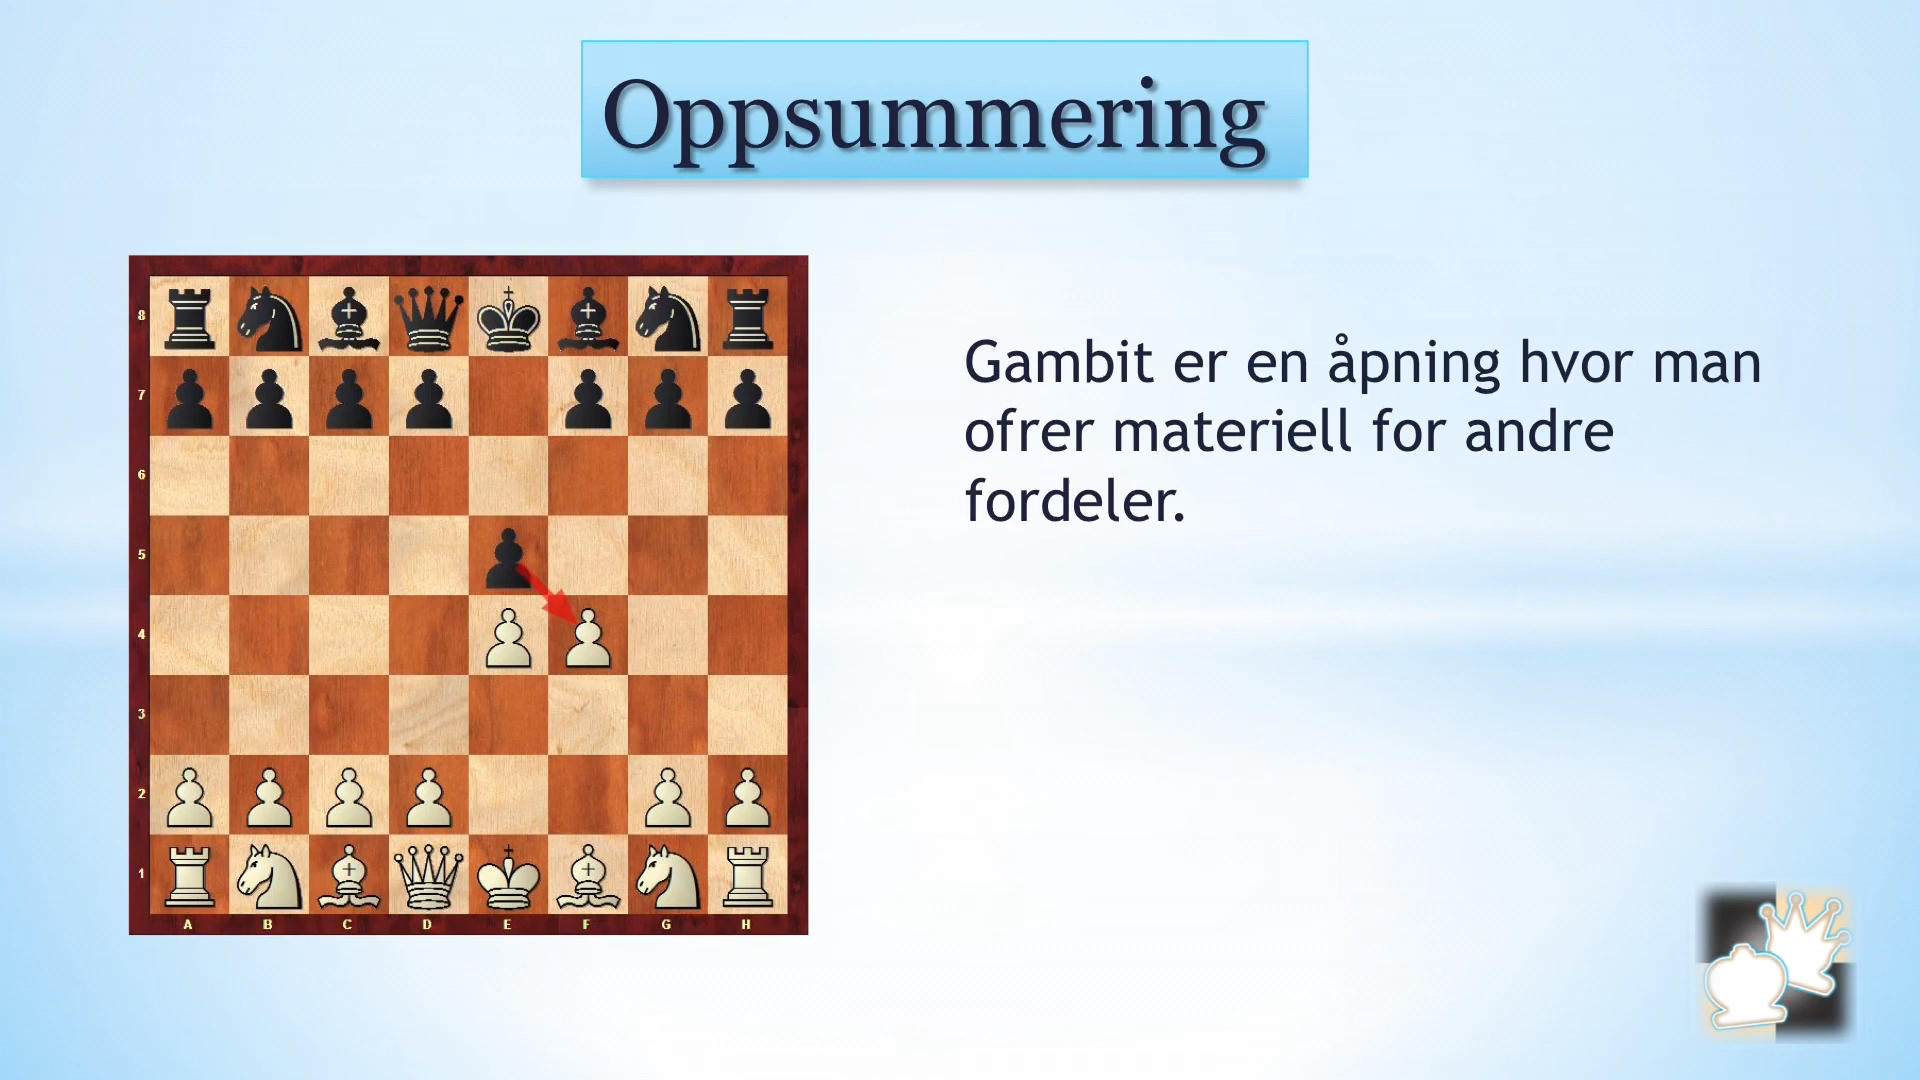 Oppsummering
Gambit er en åpning hvor man
ofrer materiell for andre
fordeler.
8
7
6
5
4
3
2
1
A B C D E F G H